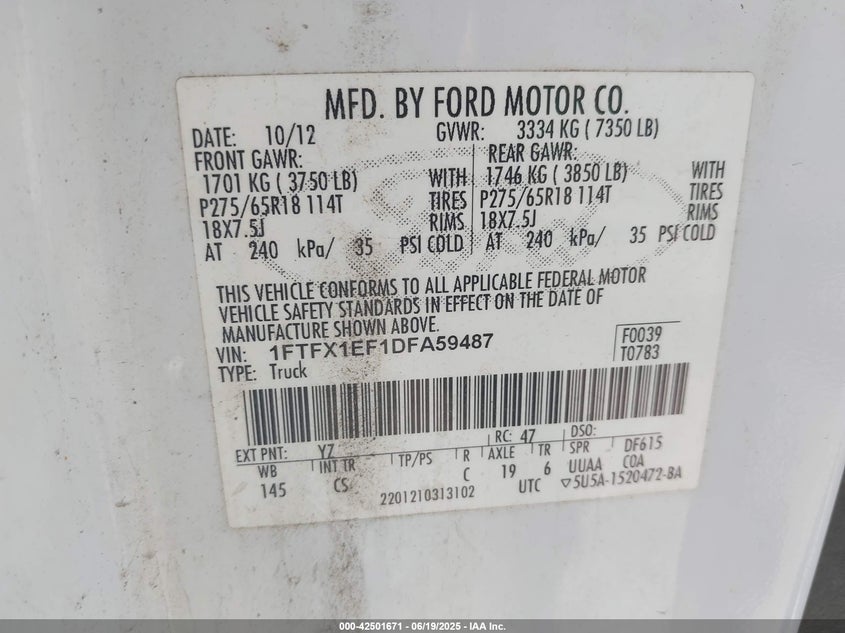 MFD. BY FORD MOTOR CO.
DATE: 10/12 GVWR: 3334 KG ( 7350 LB)
FRONT GAWR: REAR GAWR:
1701 KG ( 3750 LB) WITH 1746 KG ( 3850 LB) WITH
P275/65R18 114T TIRES P275/65R18 114T TIRES
18X7.5J RIMS 18X7.5J RIMS
AT 240 kPa/ 35 PSI COLD AT 240 kPa/ 35 PSI COLD
THIS VEHICLE CONFORMS TO ALL APPLICABLE FEDERAL MOTOR
VEHICLE SAFETY STANDARDS IN EFFECT ON THE DATE OF
MANUFACTURE SHOWN ABOVE.
VIN: 1FTFX1EF1DFA59487 F0039
TYPE: Truck T0783
EXT PNT: YZ RC: 47 DSO:
WB INT TR TP/PS R AXLE TR SPR DF615
145 CS C 19 6 UUAA COA
2201210313102 UTC ▽5U5A-1520472-BA
000-42501671 - 06/19/2025 - IAA Inc.